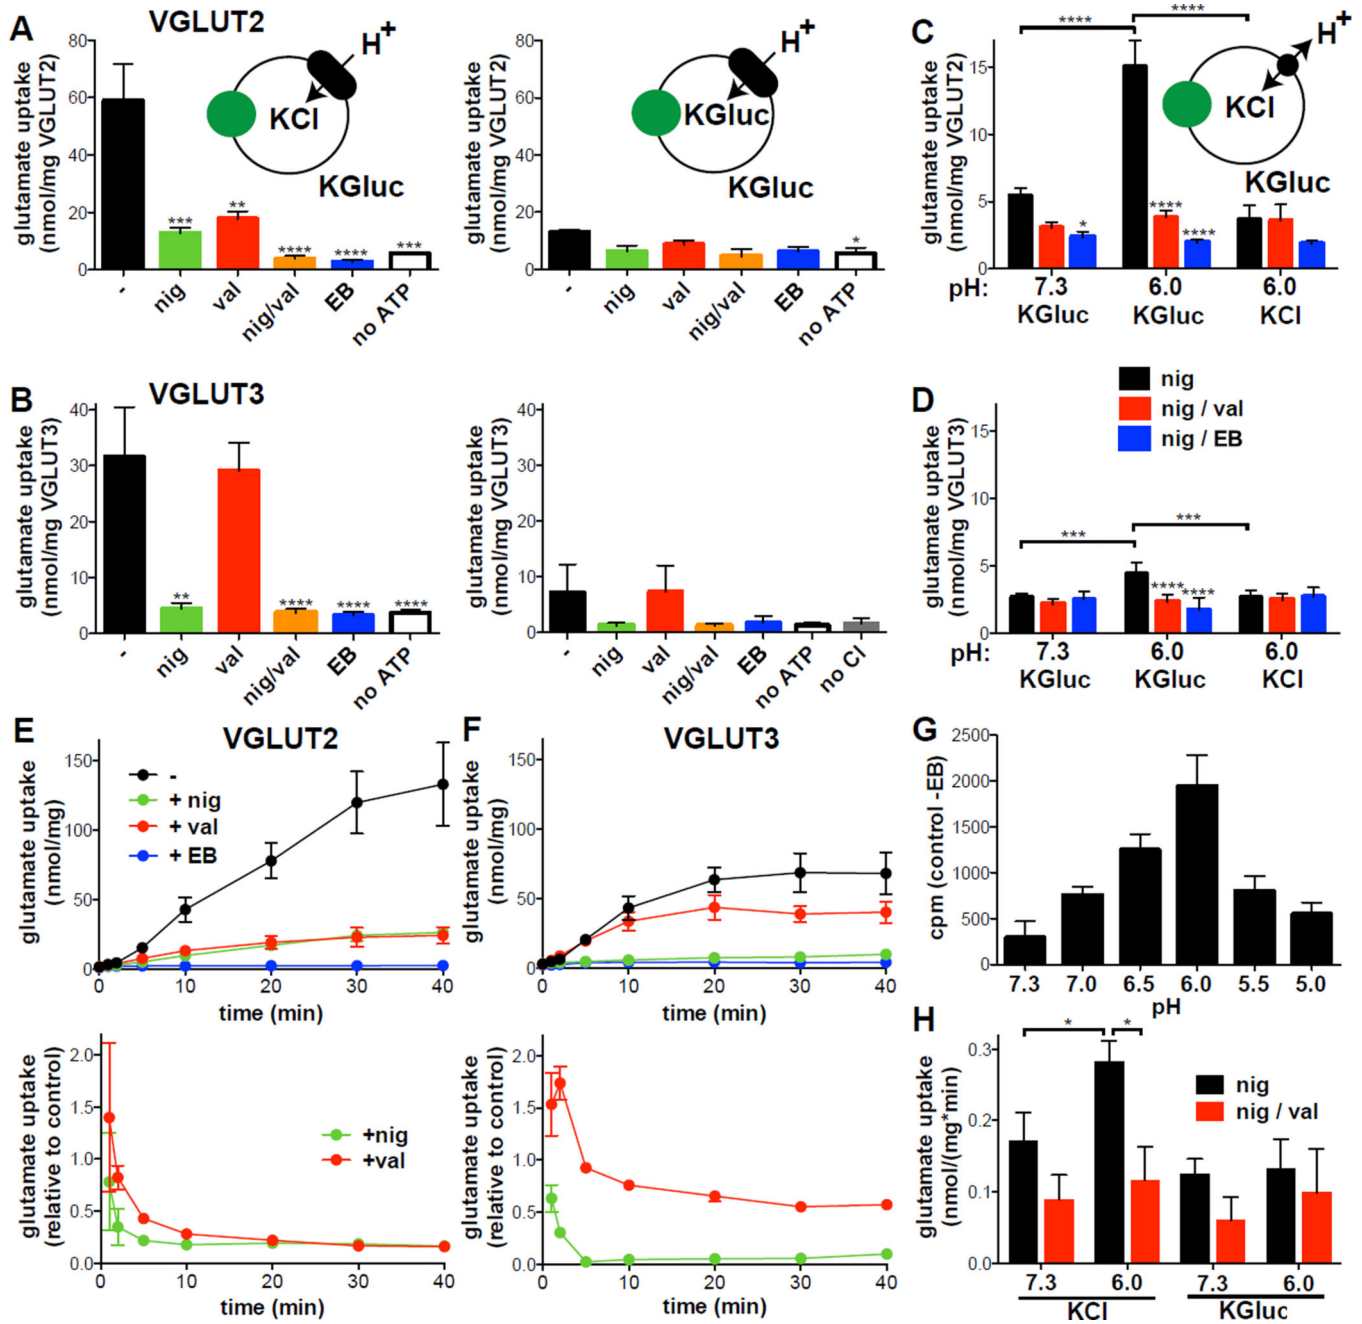 A
VGLUT2
glutamate uptake
(nmol/mg VGLUT2)
80
60
40
20
0
H+
KCl
KGluc
***
**
****
****
***
-
nig
val
nig/val
EB
no ATP
glutamate uptake
(nmol/mg VGLUT2)
80
60
40
20
0
H+
KGluc
KGluc
*
-
nig
val
nig/val
EB
no ATP
C
glutamate uptake
(nmol/mg VGLUT2)
15
10
5
0
****
****
H+
KCl
KGluc
*
****
****
pH:
7.3
6.0
6.0
KGluc
KGluc
KCl
B
VGLUT3
glutamate uptake
(nmol/mg VGLUT3)
40
30
20
10
0
**
****
****
****
-
nig
val
nig/val
EB
no ATP
glutamate uptake
(nmol/mg VGLUT3)
40
30
20
10
0
-
nig
val
nig/val
EB
no ATP
no Cl
D
nig
nig / val
nig / EB
glutamate uptake
(nmol/mg VGLUT3)
15
10
5
0
***
***
****
****
pH:
7.3
6.0
6.0
KGluc
KGluc
KCl
E
VGLUT2
glutamate uptake
(nmol/mg)
150
100
50
0
-
+ nig
+ val
+ EB
0
10
20
30
40
time (min)
glutamate uptake
(relative to control)
2.0
1.5
1.0
0.5
0.0
+nig
+val
0
10
20
30
40
time (min)
F
VGLUT3
glutamate uptake
(nmol/mg)
150
100
50
0
0
10
20
30
40
time (min)
glutamate uptake
(relative to control)
2.0
1.5
1.0
0.5
0.0
0
10
20
30
40
time (min)
G
cpm (control -EB)
2500
2000
1500
1000
500
0
7.3
7.0
6.5
6.0
5.5
5.0
pH
H
glutamate uptake
(nmol/(mg*min)
0.3
0.2
0.1
0.0
*
*
nig
nig / val
7.3
6.0
7.3
6.0
KCl
KGluc